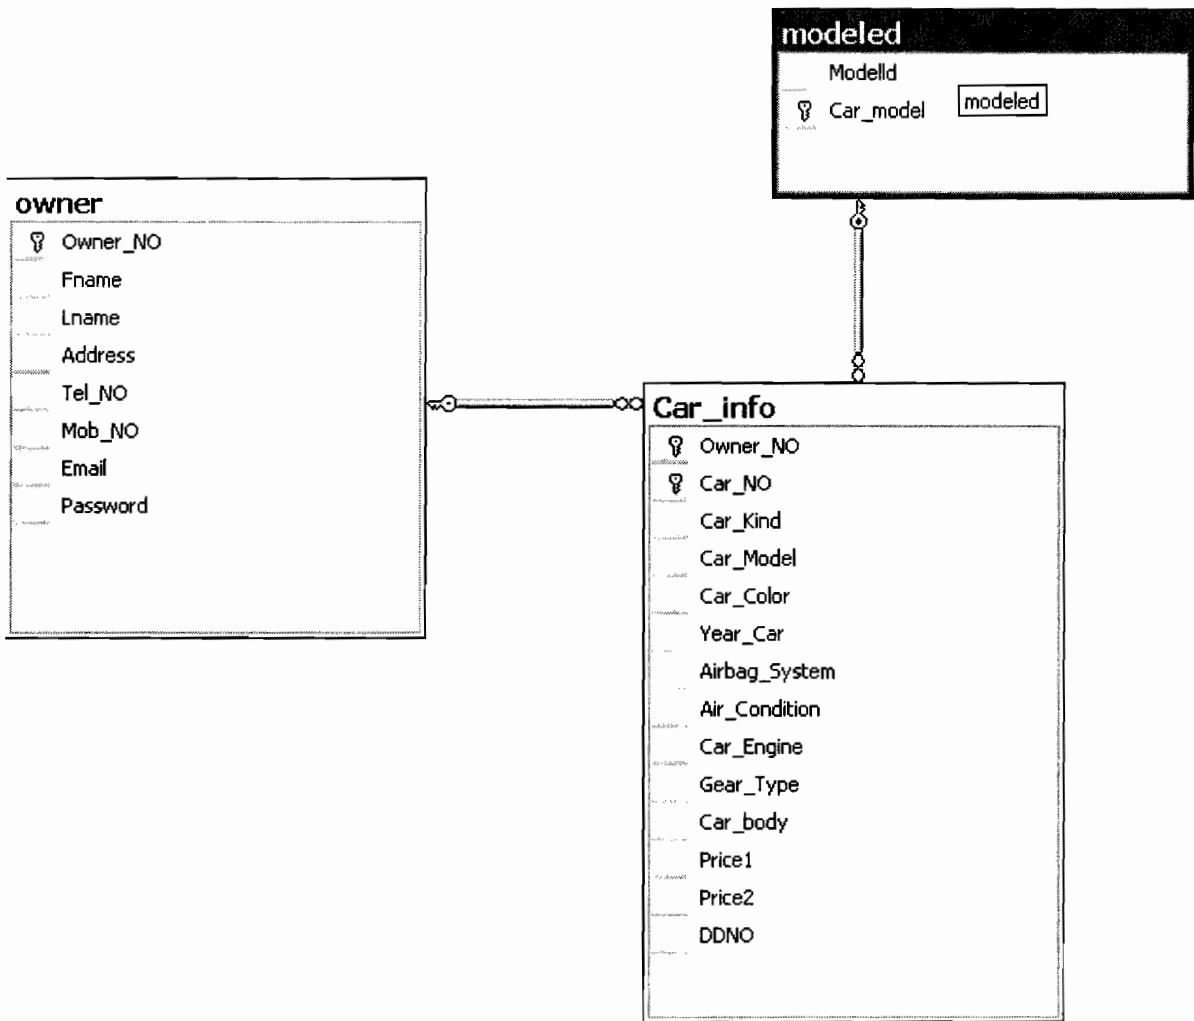 modeled
ModelId
Car_model
modeled
owner
Owner_NO
Fname
Lname
Address
Tel_NO
Mob_NO
Email
Password
Car_info
Owner_NO
Car_NO
Car_Kind
Car_Model
Car_Color
Year_Car
Airbag_System
Air_Condition
Car_Engine
Gear_Type
Car_body
Price1
Price2
DDNO